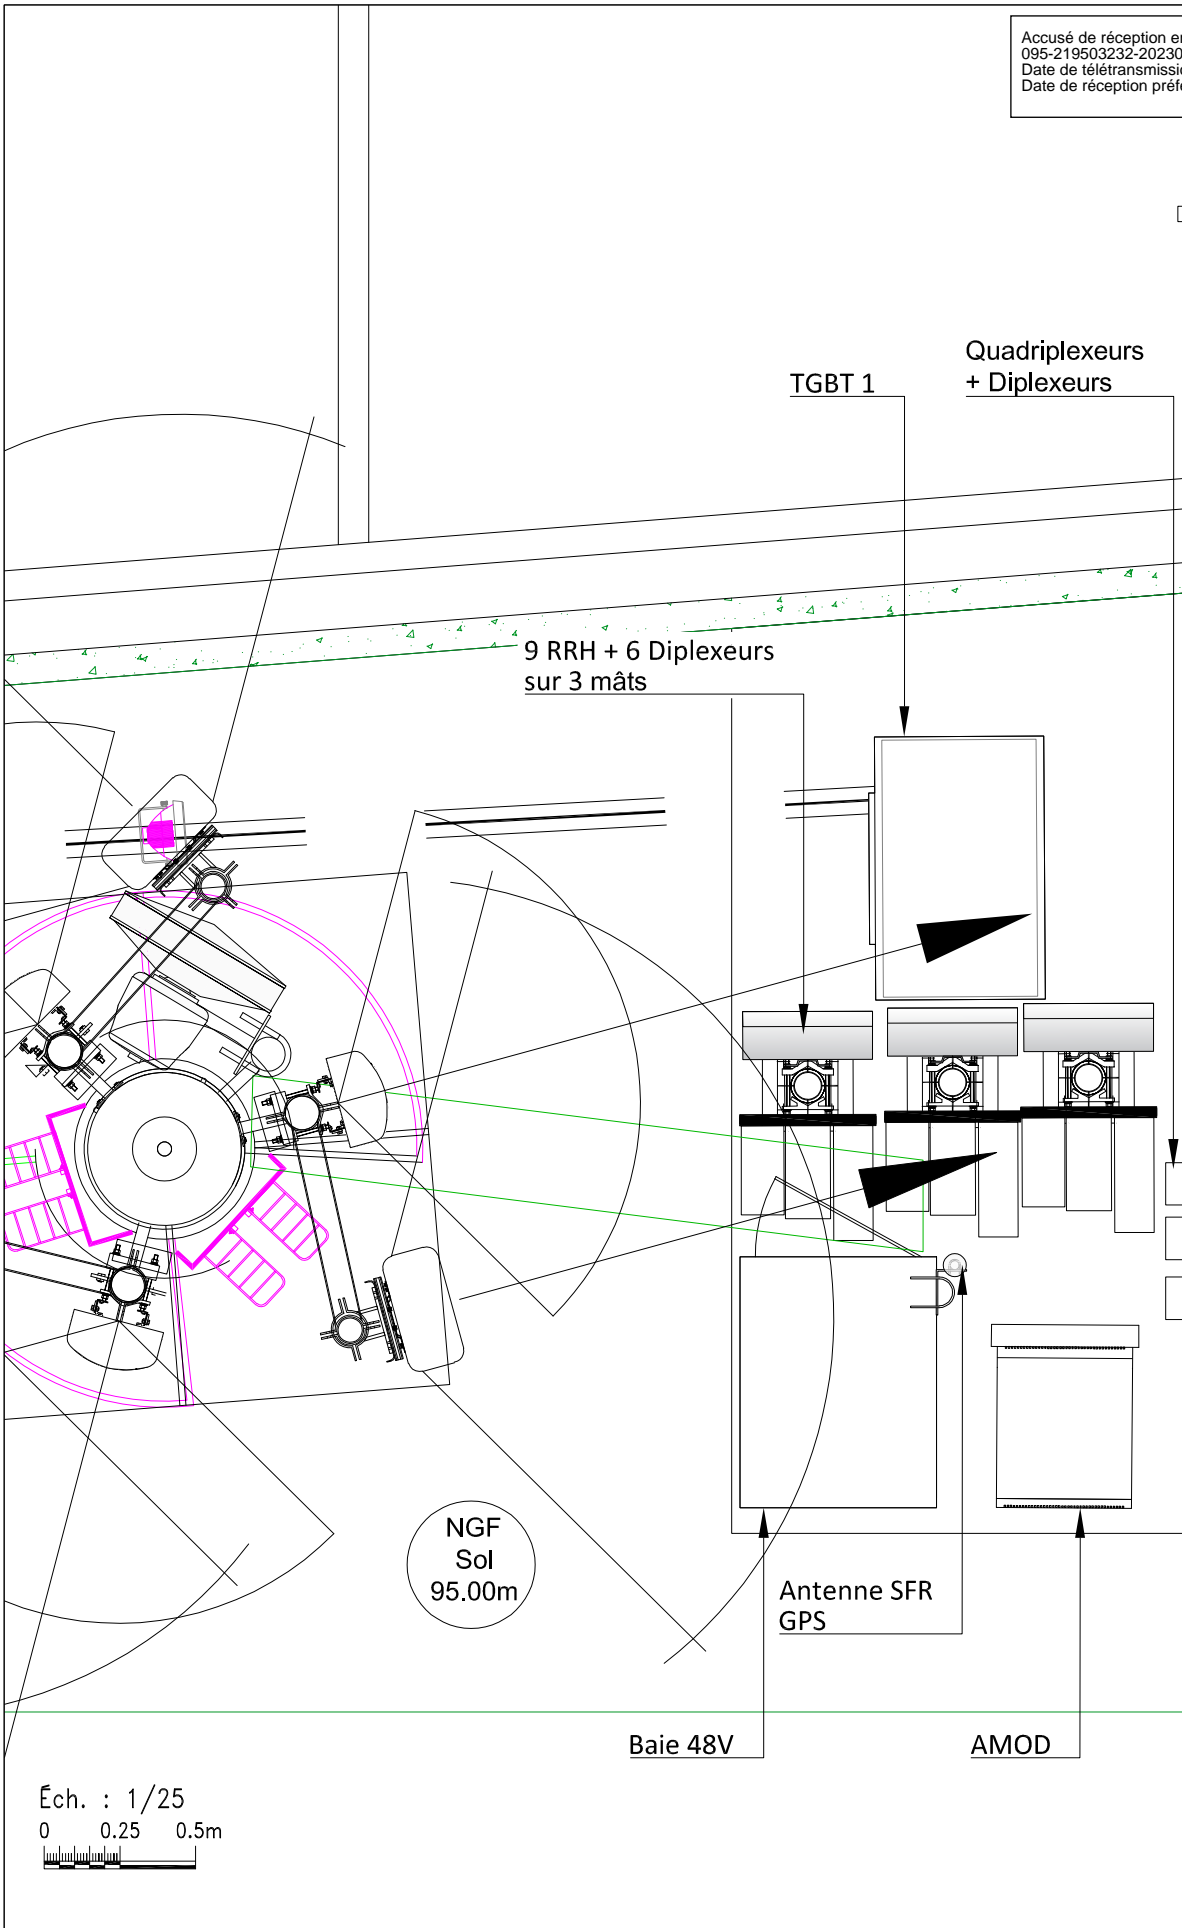 Accusé de réception en
095-219503232-20230
Date de télétransmissi
Date de réception préf
Quadriplexeurs
+ Diplexeurs
TGBT 1
9 RRH + 6 Diplexeurs
sur 3 mâts
NGF
Sol
95.00m
Antenne SFR
GPS
Baie 48V
AMOD
Éch. : 1/25
0 0.25 0.5m